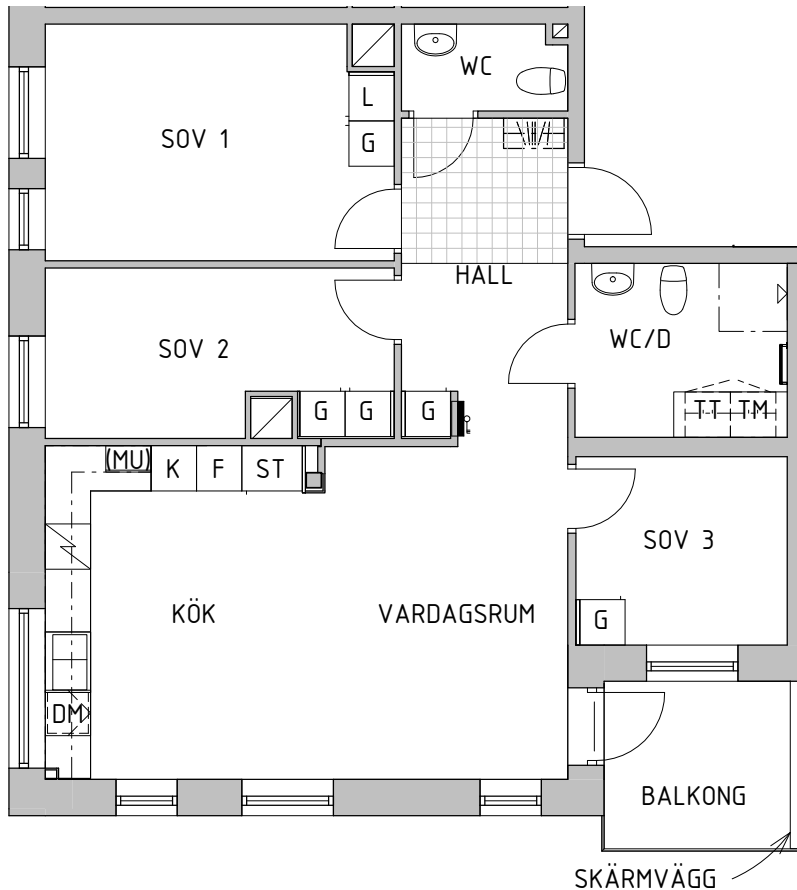 WC
L
SOV 1
G
HALL
SOV 2
WC/D
G G G
TT TM
(MU) K F ST
SOV 3
KÖK
VARDAGSRUM
G
DM
BALKONG
SKÄRMVÄGG